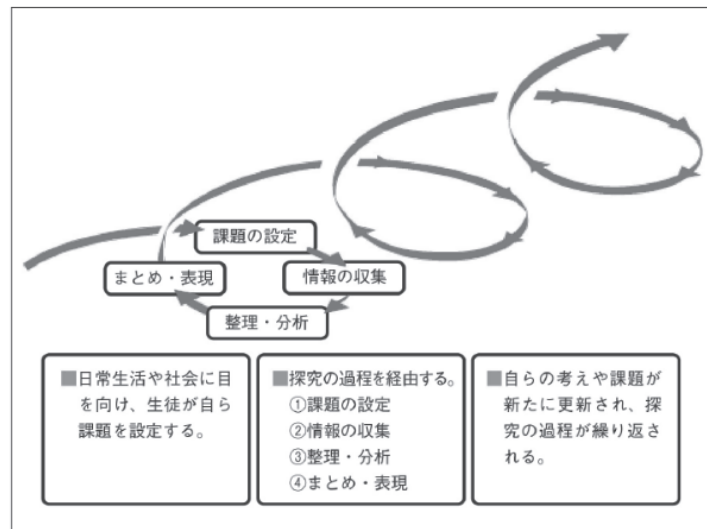 課題の設定
まとめ・表現
情報の収集
整理・分析
■日常生活や社会に目
を向け、生徒が自ら
課題を設定する。
■探究の過程を経由する。
①課題の設定
②情報の収集
③整理・分析
④まとめ・表現
■自らの考えや課題が
新たに更新され、探
究の過程が繰り返さ
れる。